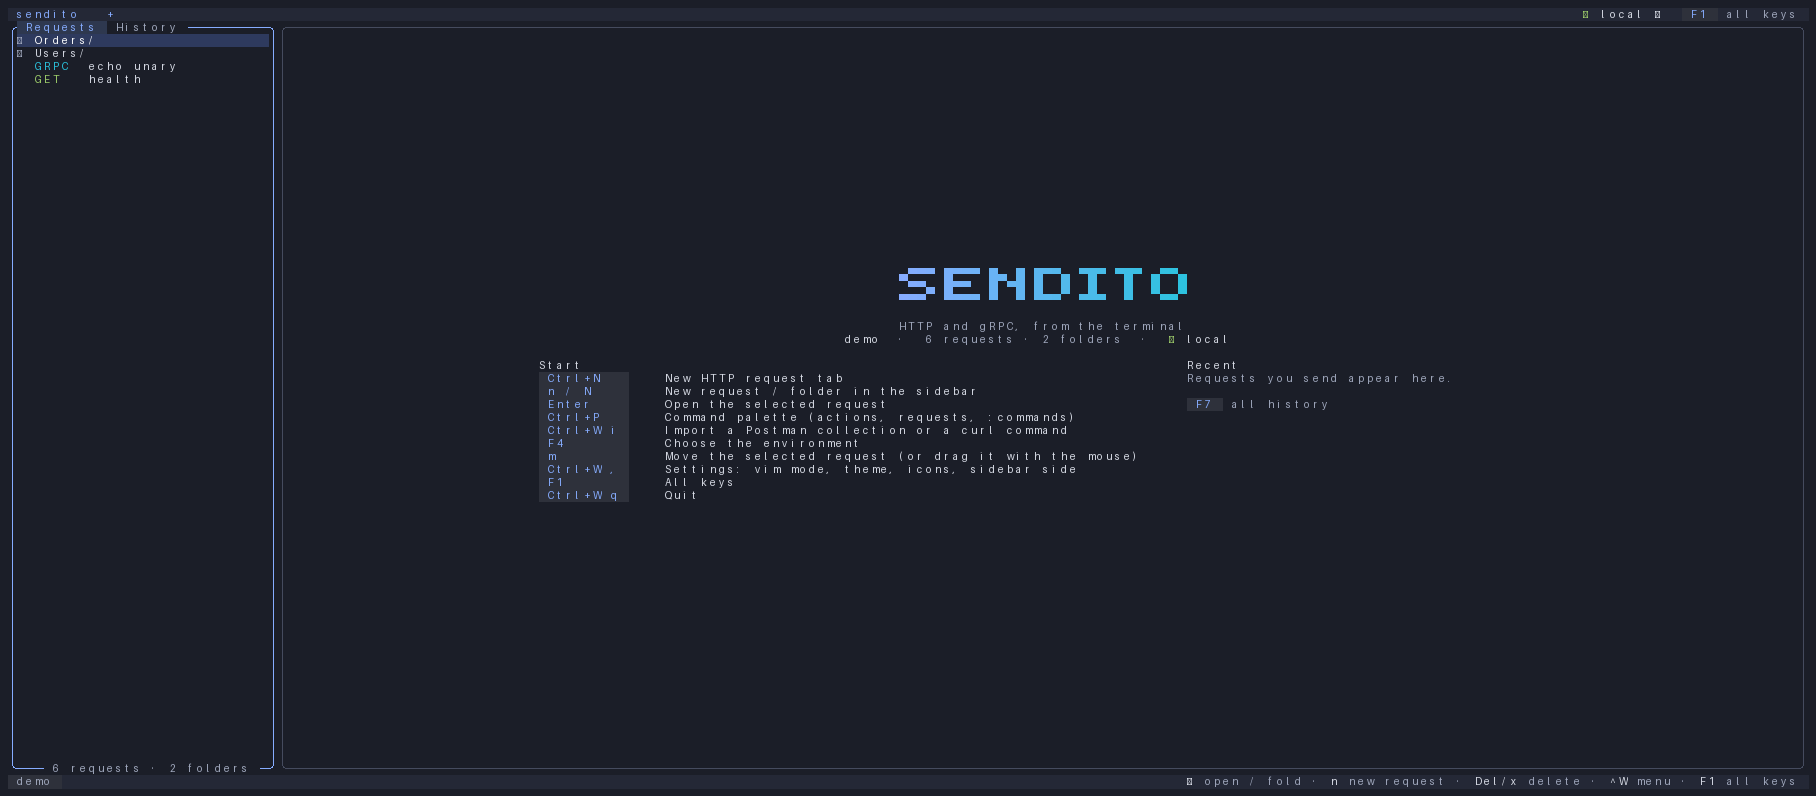 sendito + local F1 all keys
Requests History
Orders/
Users/
GRPC echo unary
GET health
SENDITO
HTTP and gRPC, from the terminal
demo · 6 requests · 2 folders · local
Start
Ctrl+N New HTTP request tab
n / N New request / folder in the sidebar
Enter Open the selected request
Ctrl+P Command palette (actions, requests, :commands)
Ctrl+W i Import a Postman collection or a curl command
F4 Choose the environment
m Move the selected request (or drag it with the mouse)
Ctrl+W , Settings: vim mode, theme, icons, sidebar side
F1 All keys
Ctrl+W q Quit
Recent
Requests you send appear here.
F7 all history
6 requests · 2 folders
demo open / fold · n new request · Del/x delete · ^W menu · F1 all keys